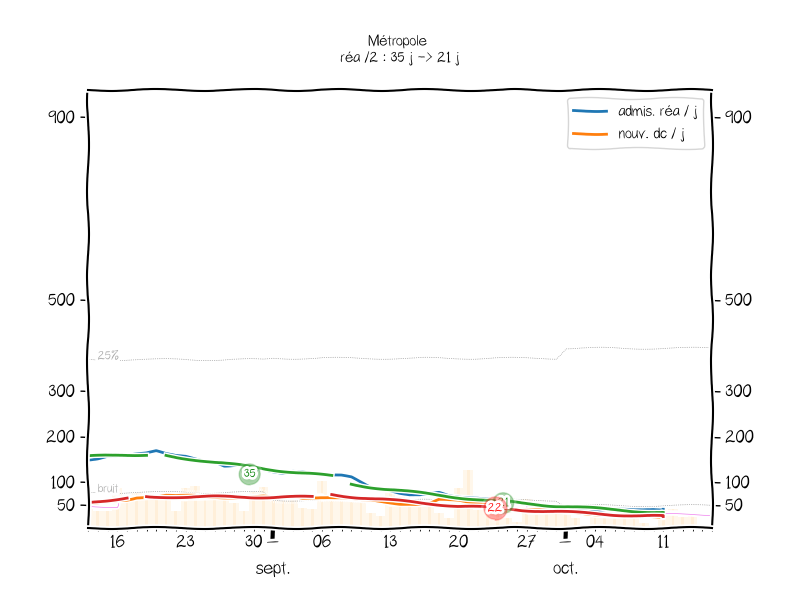 Métropole
réa /2 : 35 j -> 21 j
admis. réa / j
nouv. dc / j
900
500
300
200
100
50
900
500
300
200
100
50
25%
bruit
35
22
16 23 30 06 13 20 27 04 11
sept. oct.